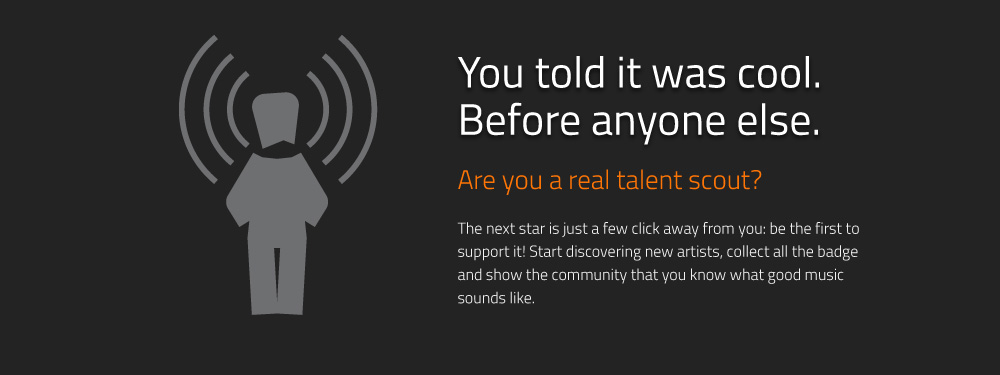 You told it was cool.
Before anyone else.
Are you a real talent scout?
The next star is just a few click away from you: be the first to
support it! Start discovering new artists, collect all the badge
and show the community that you know what good music
sounds like.